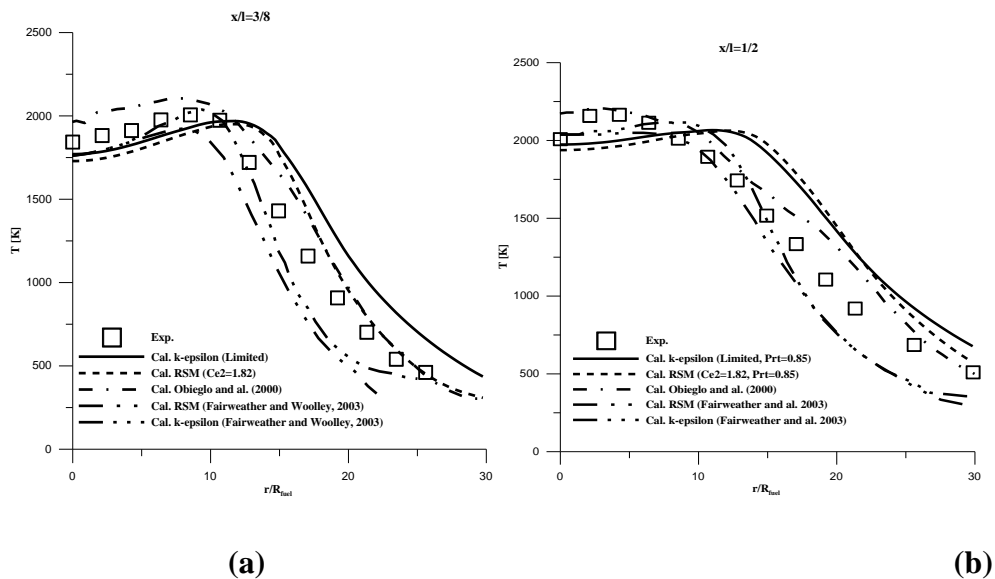 x/l=3/8
2500
2000
1500
1000
500
0
T [K]
Exp.
Cal. k-epsilon (Limited)
Cal. RSM (Ce2=1.82)
Cal. Obieglo and al. (2000)
Cal. RSM (Fairweather and Woolley, 2003)
Cal. k-epsilon (Fairweather and Woolley, 2003)
0
10
20
30
r/Rfuel
(a)
x/l=1/2
2500
2000
1500
1000
500
0
T [K]
Exp.
Cal. k-epsilon (Limited, Prt=0.85)
Cal. RSM (Ce2=1.82, Prt=0.85)
Cal. Obieglo and al. (2000)
Cal. RSM (Fairweather and al. 2003)
Cal. k-epsilon (Fairweather and al. 2003)
0
10
20
30
r/Rfuel
(b)